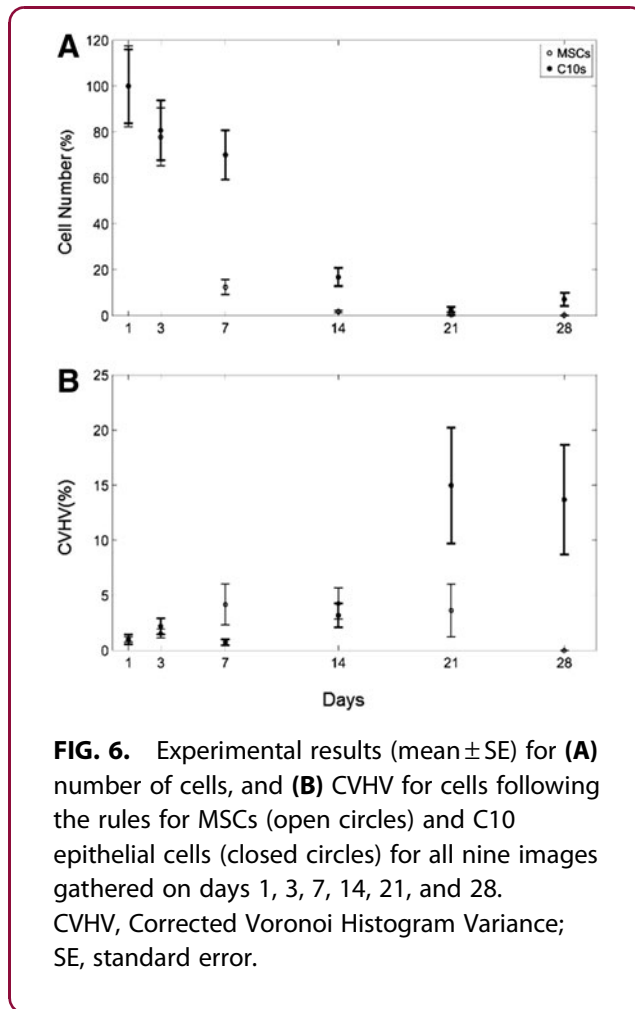 A
120
100
80
60
40
20
0
Cell Number (%)
MSCs
C10s
1 3 7 14 21 28
B
25
20
15
10
5
0
CVHV(%)
1 3 7 14 21 28
Days
FIG. 6. Experimental results (mean ± SE) for (A)
number of cells, and (B) CVHV for cells following
the rules for MSCs (open circles) and C10
epithelial cells (closed circles) for all nine images
gathered on days 1, 3, 7, 14, 21, and 28.
CVHV, Corrected Voronoi Histogram Variance;
SE, standard error.